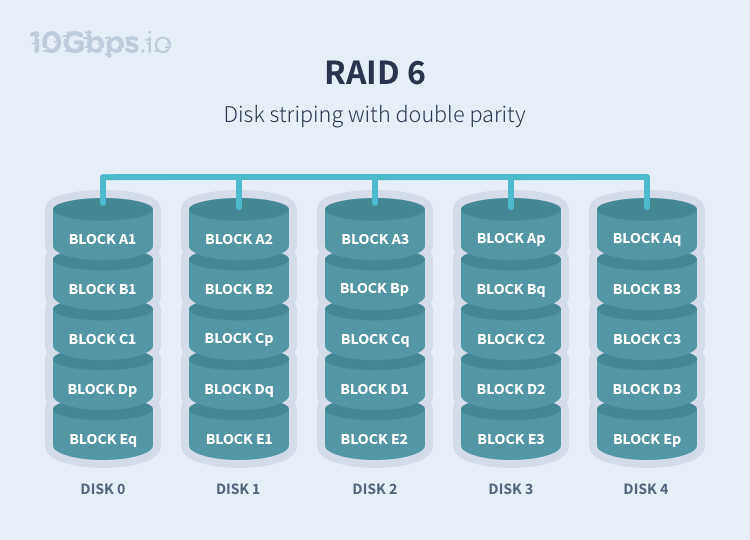 10Gbps.io
RAID 6
Disk striping with double parity
BLOCK A1 BLOCK A2 BLOCK A3 BLOCK Ap BLOCK Aq
BLOCK B1 BLOCK B2 BLOCK Bp BLOCK Bq BLOCK B3
BLOCK C1 BLOCK Cp BLOCK Cq BLOCK C2 BLOCK C3
BLOCK Dp BLOCK Dq BLOCK D1 BLOCK D2 BLOCK D3
BLOCK Eq BLOCK E1 BLOCK E2 BLOCK E3 BLOCK Ep
DISK 0 DISK 1 DISK 2 DISK 3 DISK 4